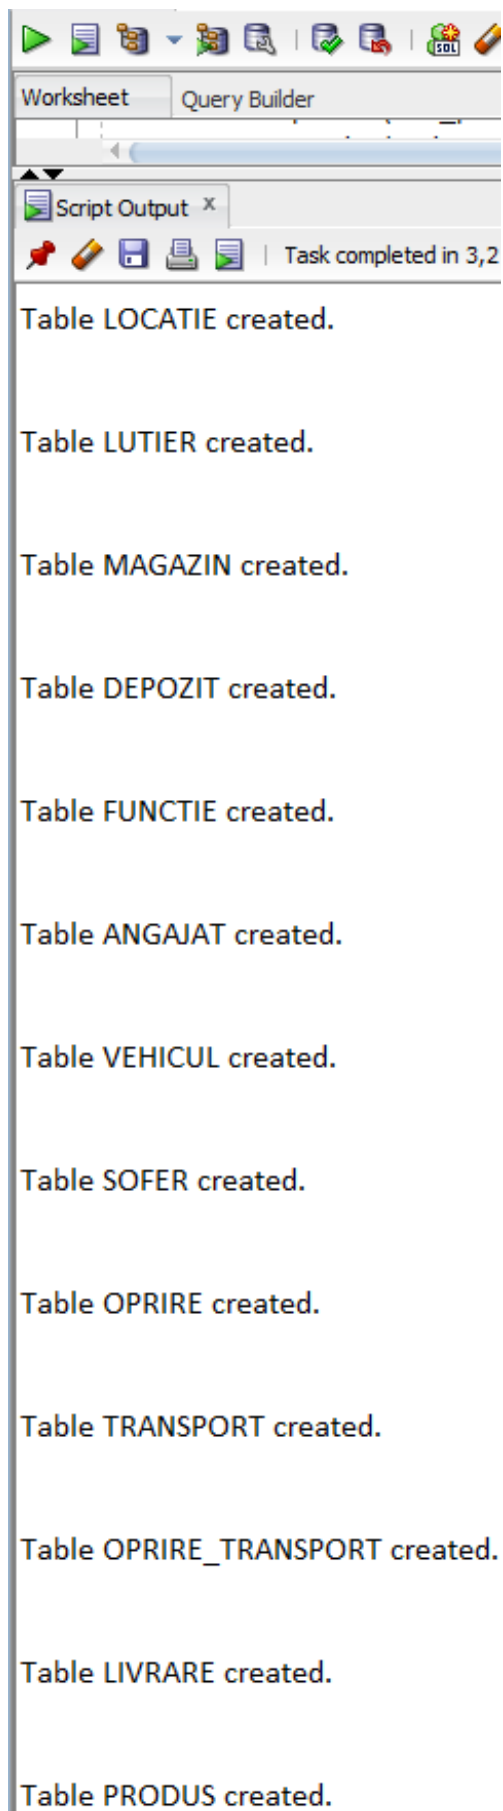 SQL
Worksheet Query Builder
Script Output x
Task completed in 3,2
Table LOCATIE created.
Table LUTIER created.
Table MAGAZIN created.
Table DEPOZIT created.
Table FUNCTIE created.
Table ANGAJAT created.
Table VEHICUL created.
Table SOFER created.
Table OPRIRE created.
Table TRANSPORT created.
Table OPRIRE_TRANSPORT created.
Table LIVRARE created.
Table PRODUS created.